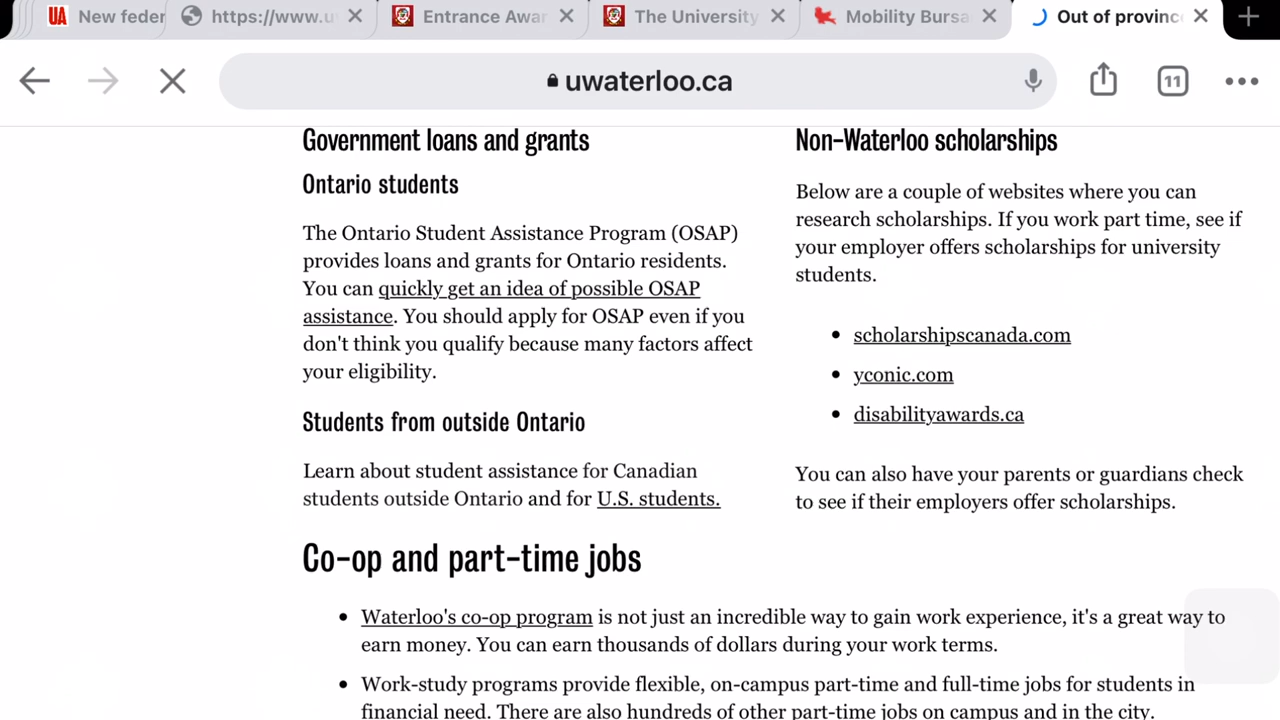 New feder
https://www.u
Entrance Awar
The University
Mobility Bursa
Out of province
uwaterloo.ca
11
Government loans and grants
Ontario students
The Ontario Student Assistance Program (OSAP)
provides loans and grants for Ontario residents.
You can quickly get an idea of possible OSAP
assistance. You should apply for OSAP even if you
don't think you qualify because many factors affect
your eligibility.
Students from outside Ontario
Learn about student assistance for Canadian
students outside Ontario and for U.S. students.
Non-Waterloo scholarships
Below are a couple of websites where you can
research scholarships. If you work part time, see if
your employer offers scholarships for university
students.
• scholarshipscanada.com
• yconic.com
• disabilityawards.ca
You can also have your parents or guardians check
to see if their employers offer scholarships.
Co-op and part-time jobs
• Waterloo's co-op program is not just an incredible way to gain work experience, it's a great way to
earn money. You can earn thousands of dollars during your work terms.
• Work-study programs provide flexible, on-campus part-time and full-time jobs for students in
financial need. There are also hundreds of other part-time jobs on campus and in the city.